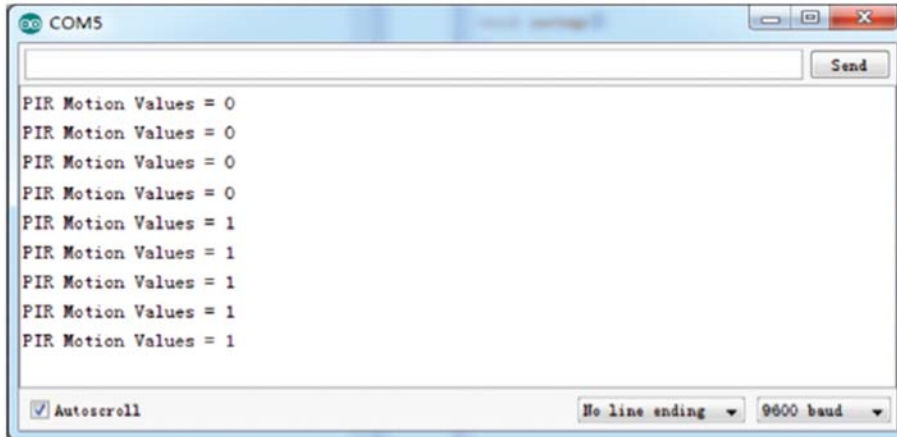 COM5
Send
PIR Motion Values = 0
PIR Motion Values = 0
PIR Motion Values = 0
PIR Motion Values = 0
PIR Motion Values = 1
PIR Motion Values = 1
PIR Motion Values = 1
PIR Motion Values = 1
PIR Motion Values = 1
Autoscroll No line ending 9600 baud